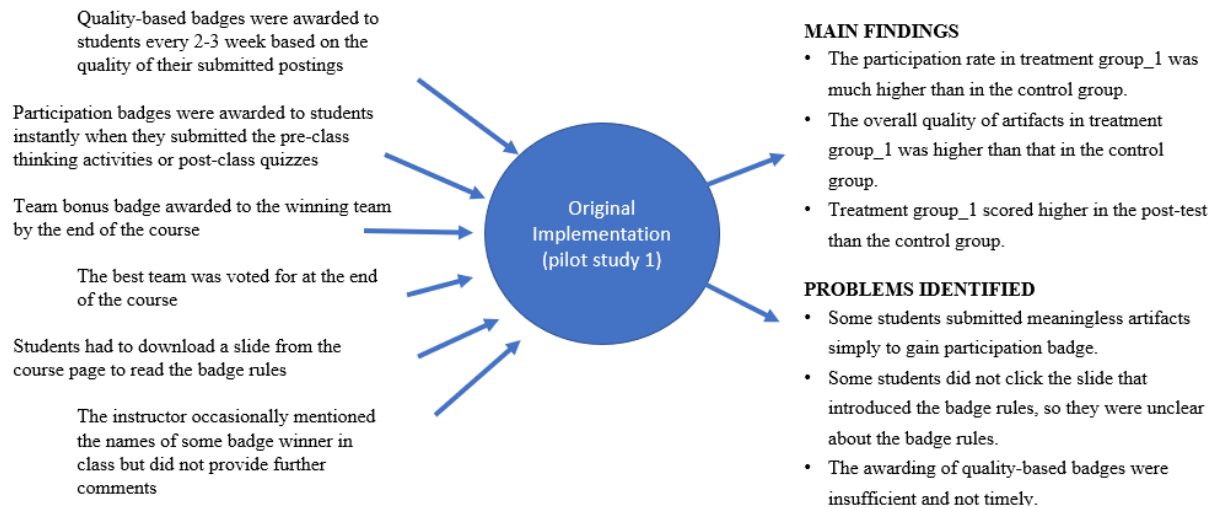 Quality-based badges were awarded to
students every 2-3 week based on the
quality of their submitted postings
Participation badges were awarded to students
instantly when they submitted the pre-class
thinking activities or post-class quizzes
Team bonus badge awarded to the winning team
by the end of the course
The best team was voted for at the end
of the course
Students had to download a slide from the
course page to read the badge rules
The instructor occasionally mentioned
the names of some badge winner in
class but did not provide further
comments
Original
Implementation
(pilot study 1)
MAIN FINDINGS
• The participation rate in treatment group_1 was
much higher than in the control group.
• The overall quality of artifacts in treatment
group_1 was higher than that in the control
group.
• Treatment group_1 scored higher in the post-test
than the control group.
PROBLEMS IDENTIFIED
• Some students submitted meaningless artifacts
simply to gain participation badge.
• Some students did not click the slide that
introduced the badge rules, so they were unclear
about the badge rules.
• The awarding of quality-based badges were
insufficient and not timely.